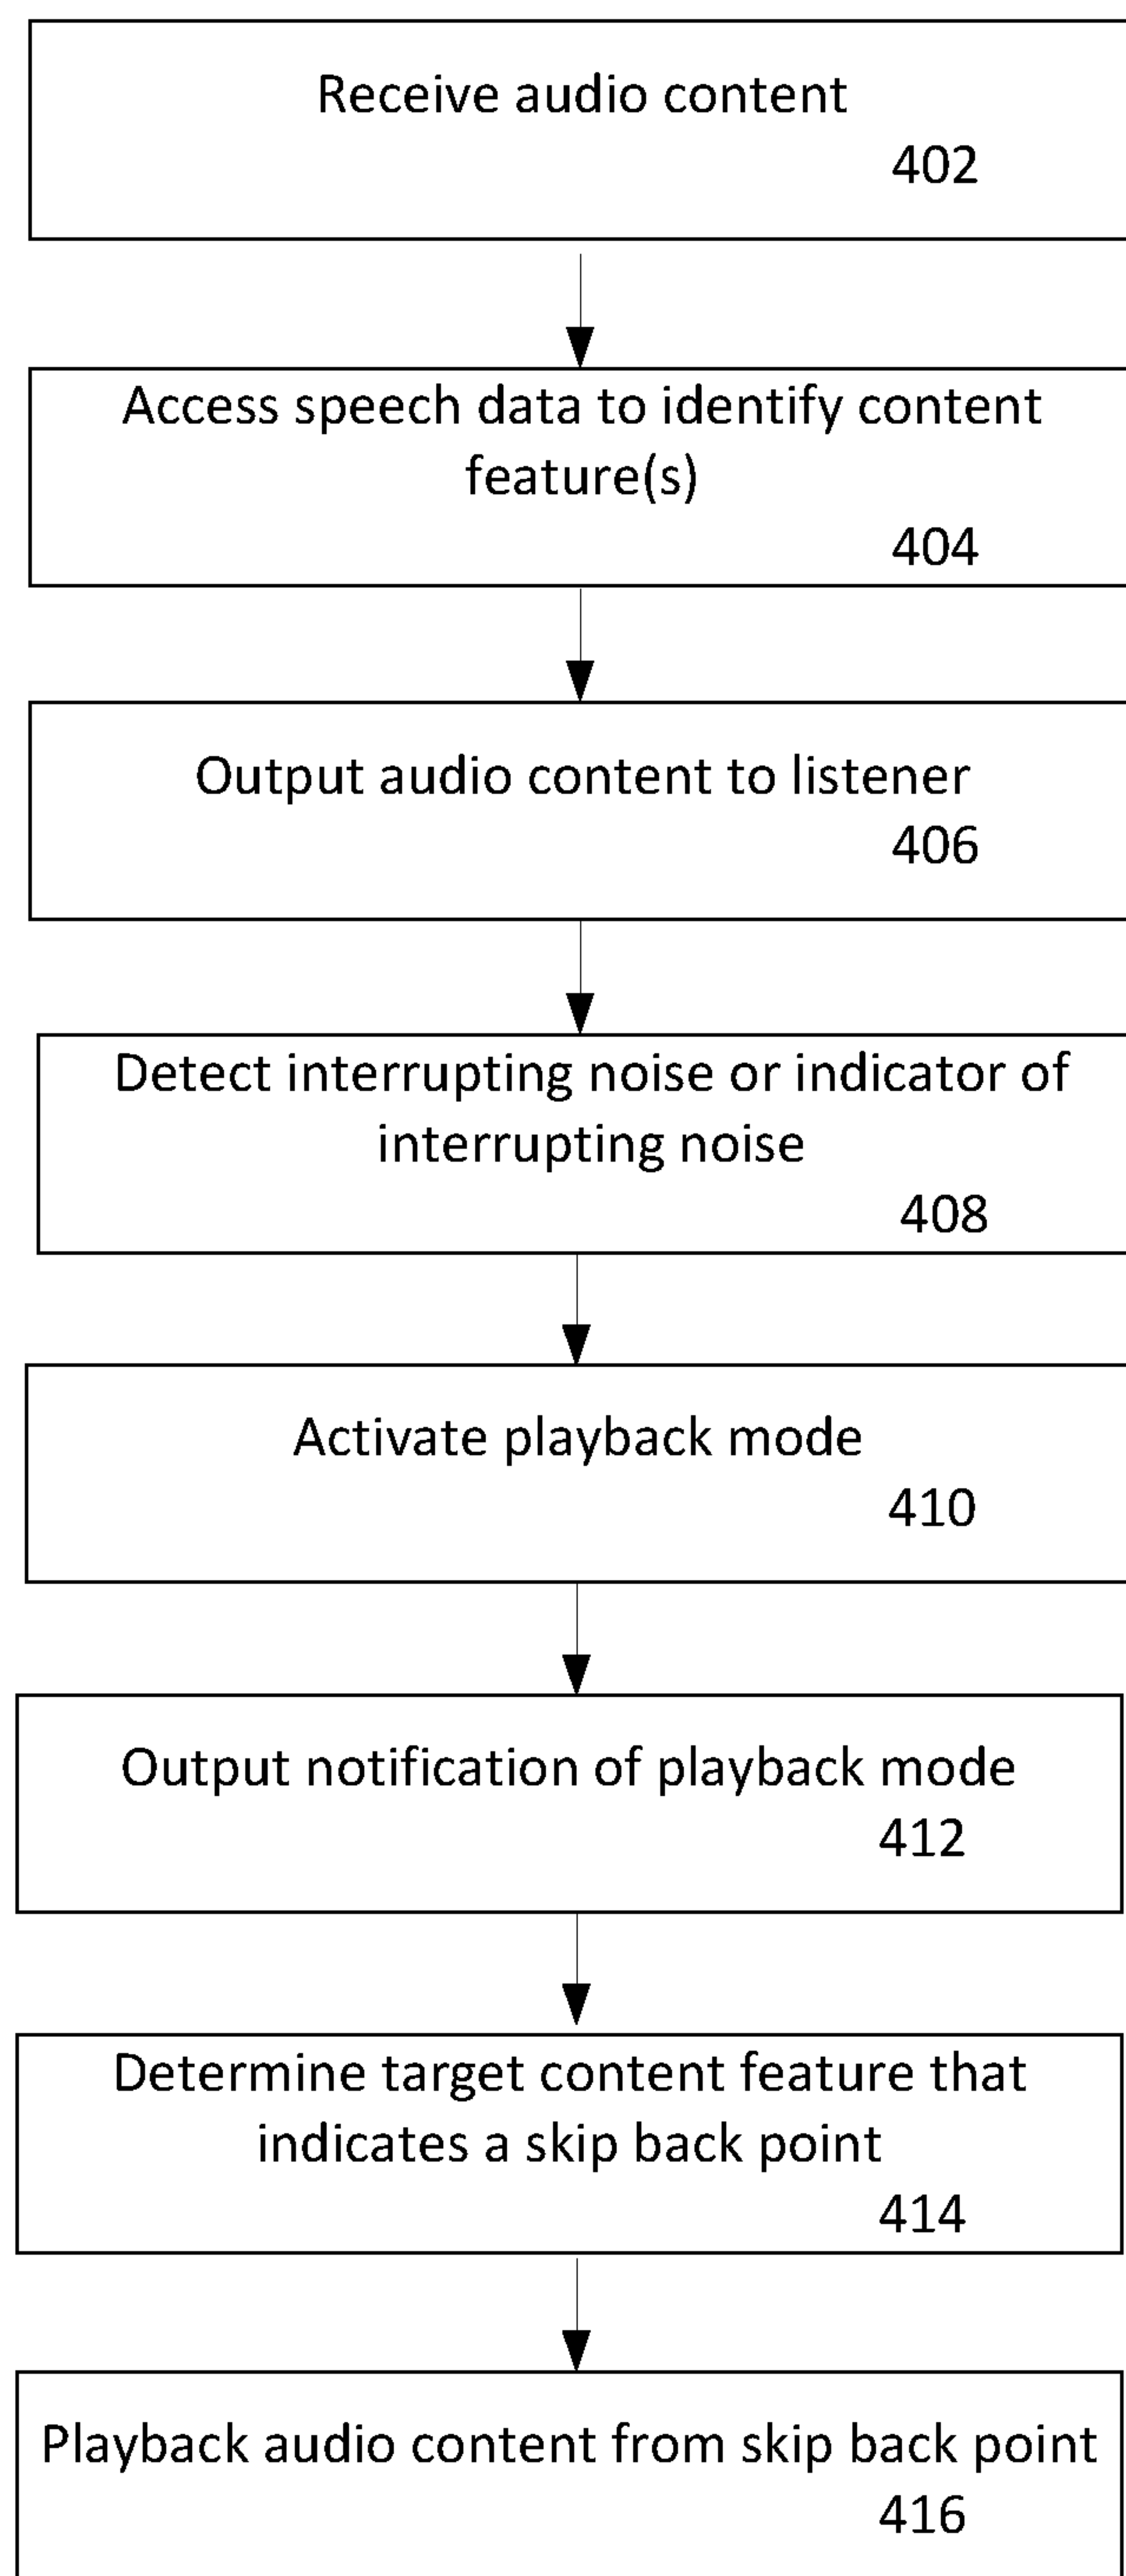 Receive audio content
402
Access speech data to identify content
feature(s)
404
Output audio content to listener
406
Detect interrupting noise or indicator of
interrupting noise
408
Activate playback mode
410
Output notification of playback mode
412
Determine target content feature that
indicates a skip back point
414
Playback audio content from skip back point
416